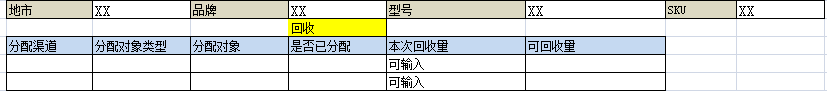 地市 XX 品牌 XX 型号 XX SKU XX
回收
分配渠道 分配对象类型 分配对象 是否已分配 本次回收量 可回收量
可输入
可输入